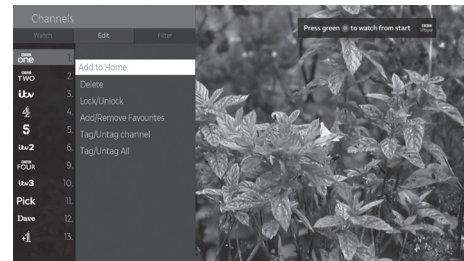 Channels
Watch Edit Filter
BBC one 1.
BBC TWO 2.
itv 3.
4 4.
5 5.
itv2 6.
BBC FOUR 9.
itv3 10.
Pick 11.
Dave 12.
+1 13.
Add to Home
Delete
Lock/Unlock
Add/Remove Favourites
Tag/Untag channel
Tag/Untag All
Press green to watch from start BBC iPlayer